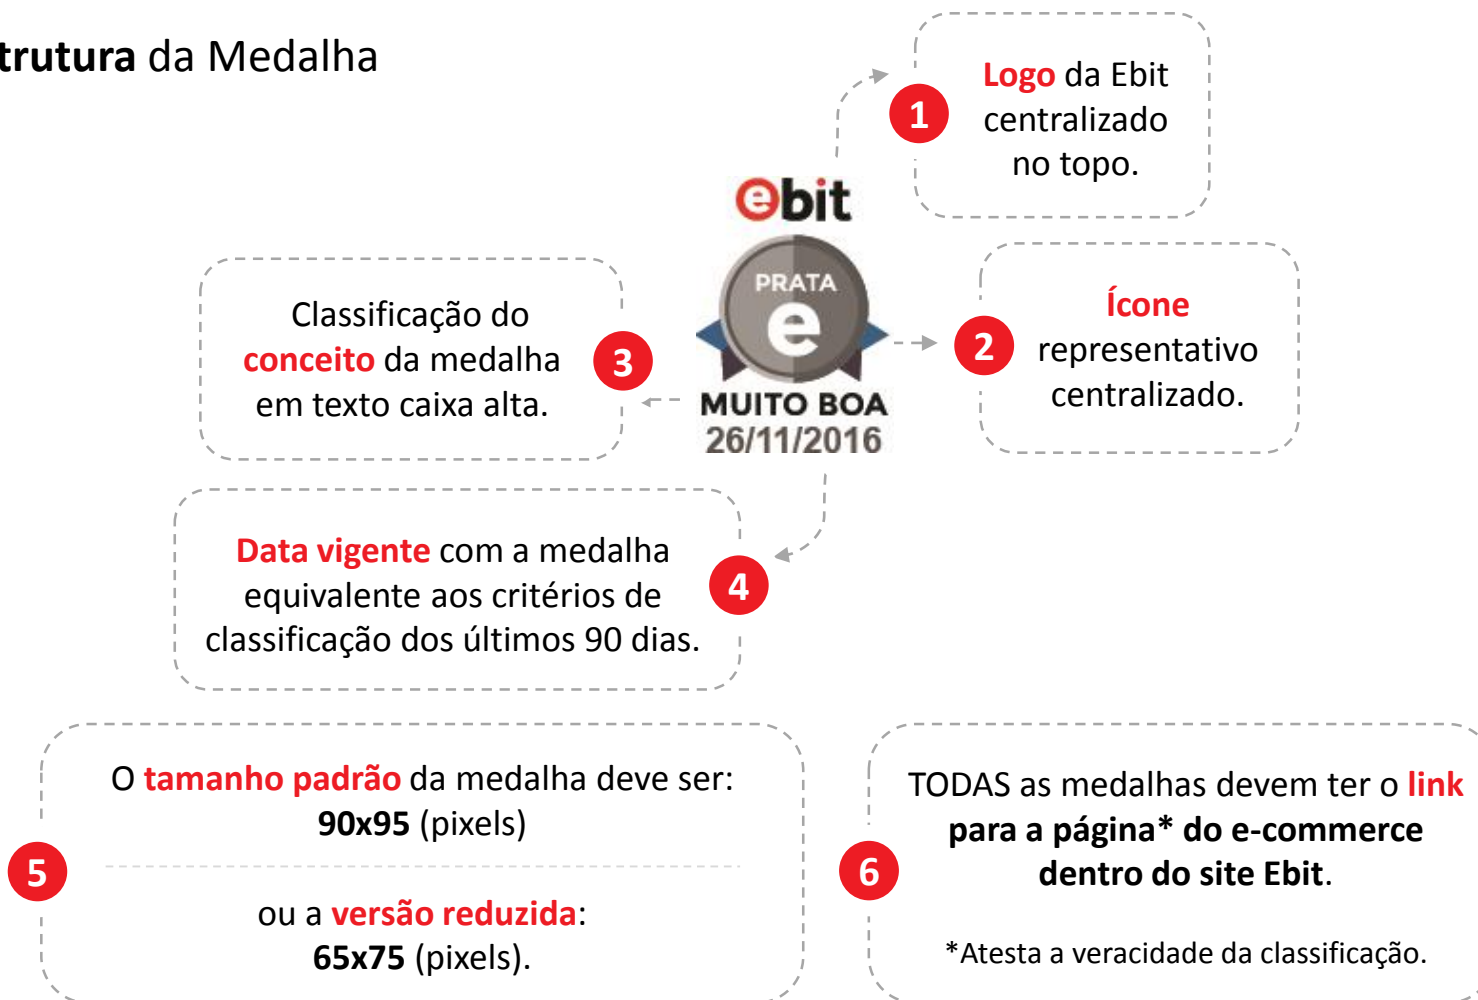 trutura da Medalha
1
Logo da Ebit
centralizado
no topo.
ebit
PRATA
e
MUITO BOA
26/11/2016
2
Ícone
representativo
centralizado.
3
Classificação do
conceito da medalha
em texto caixa alta.
4
Data vigente com a medalha
equivalente aos critérios de
classificação dos últimos 90 dias.
5
O tamanho padrão da medalha deve ser:
90x95 (pixels)
ou a versão reduzida:
65x75 (pixels).
6
TODAS as medalhas devem ter o link
para a página* do e-commerce
dentro do site Ebit.
*Atesta a veracidade da classificação.